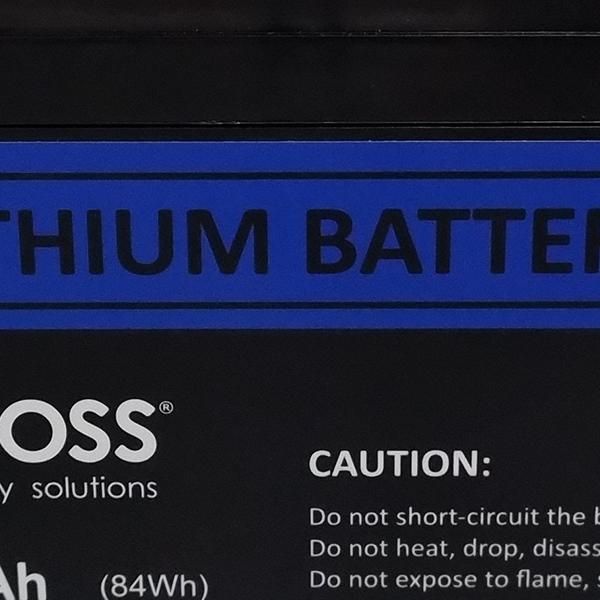 THIUM BATTER
OSS®
y solutions
Ah (84Wh)
CAUTION:
Do not short-circuit the b
Do not heat, drop, disass
Do not expose to flame, s